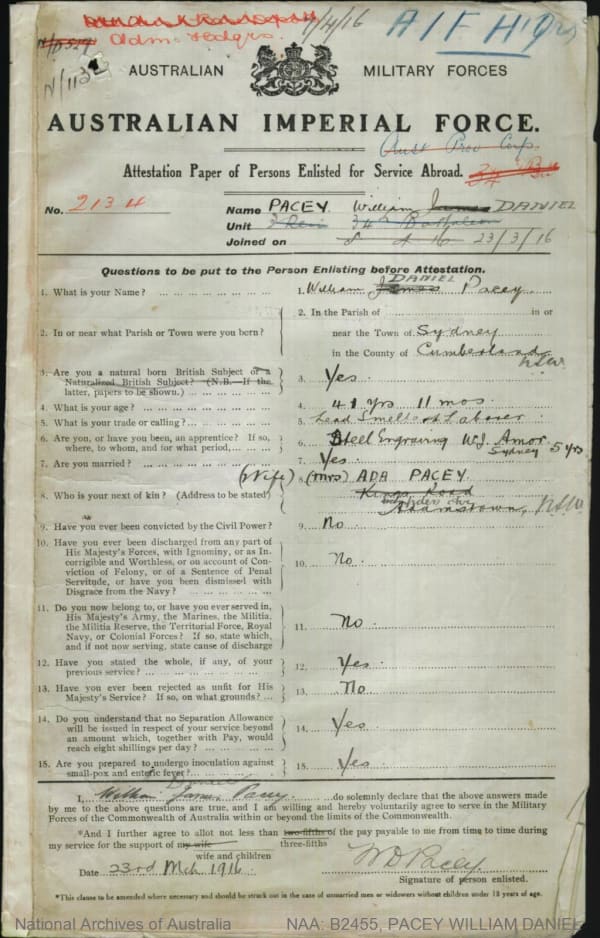 1/4/16 AIF Hqrs
Adm. Hdqrs.
N/1132
AUSTRALIAN MILITARY FORCES
AUSTRALIAN IMPERIAL FORCE.
Aust Prov Corps
Attestation Paper of Persons Enlisted for Service Abroad.
No. 2134 Name PACEY William James DANIEL
Unit 34th Battalion
Joined on 8 4 16 23/3/16
Questions to be put to the Person Enlisting before Attestation.
DANIEL
1. What is your Name? 1. William James Pacey
2. In or near what Parish or Town were you born? 2. In the Parish of in or
near the Town of Sydney
in the County of Cumberland
NSW
3. Are you a natural born British Subject or a
Naturalized British Subject? (N.B.—If the
latter, papers to be shown.) 3. Yes.
4. What is your age? 4. 41 yrs 11 mos.
5. What is your trade or calling? 5. Lead Smelters Laborer
6. Are you, or have you been, an apprentice? If so,
where, to whom, and for what period, 6. Steel Engraving W.J. Amor. Sydney 5 yrs
7. Are you married? 7. Yes.
8. Who is your next of kin? (Address to be stated) (Wife) 8. (Mrs) ADA PACEY.
Kings Road
Adamstown, NSW.
9. Have you ever been convicted by the Civil Power? 9. No
10. Have you ever been discharged from any part of
His Majesty's Forces, with Ignominy, or as In-
corrigible and Worthless, or on account of Con-
viction of Felony, or of a Sentence of Penal
Servitude, or have you been dismissed with
Disgrace from the Navy? 10. No.
11. Do you now belong to, or have you ever served in,
His Majesty's Army, the Marines, the Militia,
the Militia Reserve, the Territorial Force, Royal
Navy, or Colonial Forces? If so, state which,
and if not now serving, state cause of discharge 11. No.
12. Have you stated the whole, if any, of your
previous service? 12. Yes.
13. Have you ever been rejected as unfit for His
Majesty's Service? If so, on what grounds? 13. No
14. Do you understand that no Separation Allowance
will be issued in respect of your service beyond
an amount which, together with Pay, would
reach eight shillings per day? 14. Yes
15. Are you prepared to undergo inoculation against
small-pox and enteric fever? 15. Yes
Daniel
I, William James Pacey do solemnly declare that the above answers made
by me to the above questions are true, and I am willing and hereby voluntarily agree to serve in the Military
Forces of the Commonwealth of Australia within or beyond the limits of the Commonwealth.
*And I further agree to allot not less than two-fifths of the pay payable to me from time to time during
my service for the support of my wife three-fifths
wife and children
Date 23rd Mch 1916. W D Pacey
Signature of person enlisted.
*This clause to be amended where necessary and should be struck out in the case of unmarried men or widowers without children under 18 years of age.
National Archives of Australia NAA: B2455, PACEY WILLIAM DANIEL